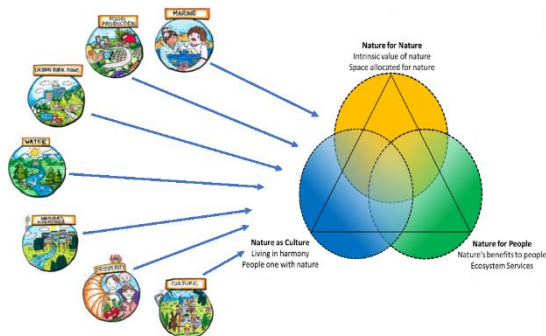 FOOD PRODUCTION
MARINE
WATER
PROSPERITY
CULTURE
Nature for Nature
Intrinsic value of nature
Space allocated for nature
Nature as Culture
Living in harmony
People one with nature
Nature for People
Nature's benefits to people
Ecosystem Services